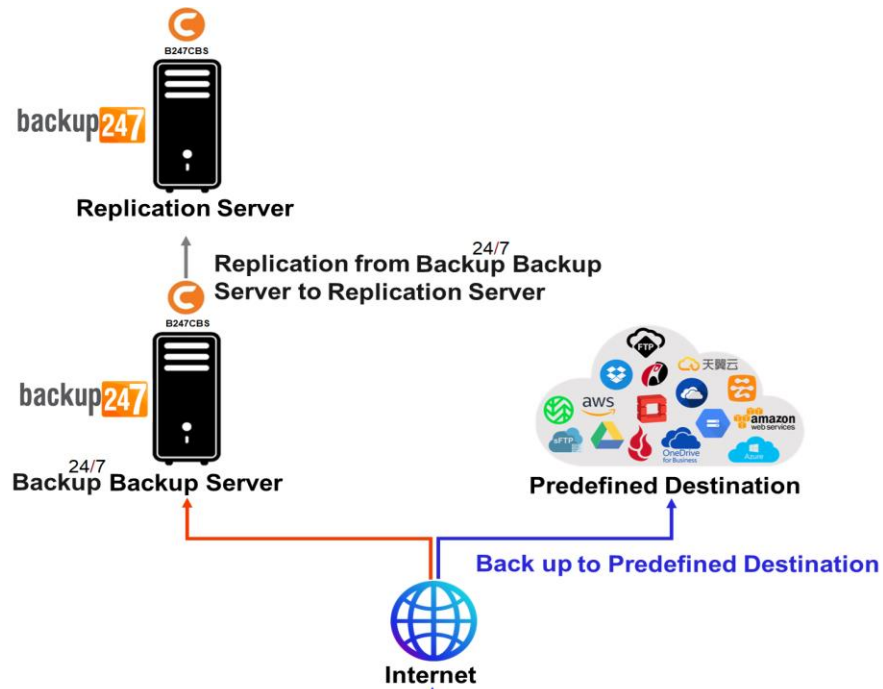 B247CBS
backup247
Replication Server
24/7
Replication from Backup Backup
Server to Replication Server
B247CBS
backup247
24/7
Backup Backup Server
FTP
天翼云
aws
amazon
web services
sFTP
OneDrive
for Business
Azure
Predefined Destination
Back up to Predefined Destination
Internet